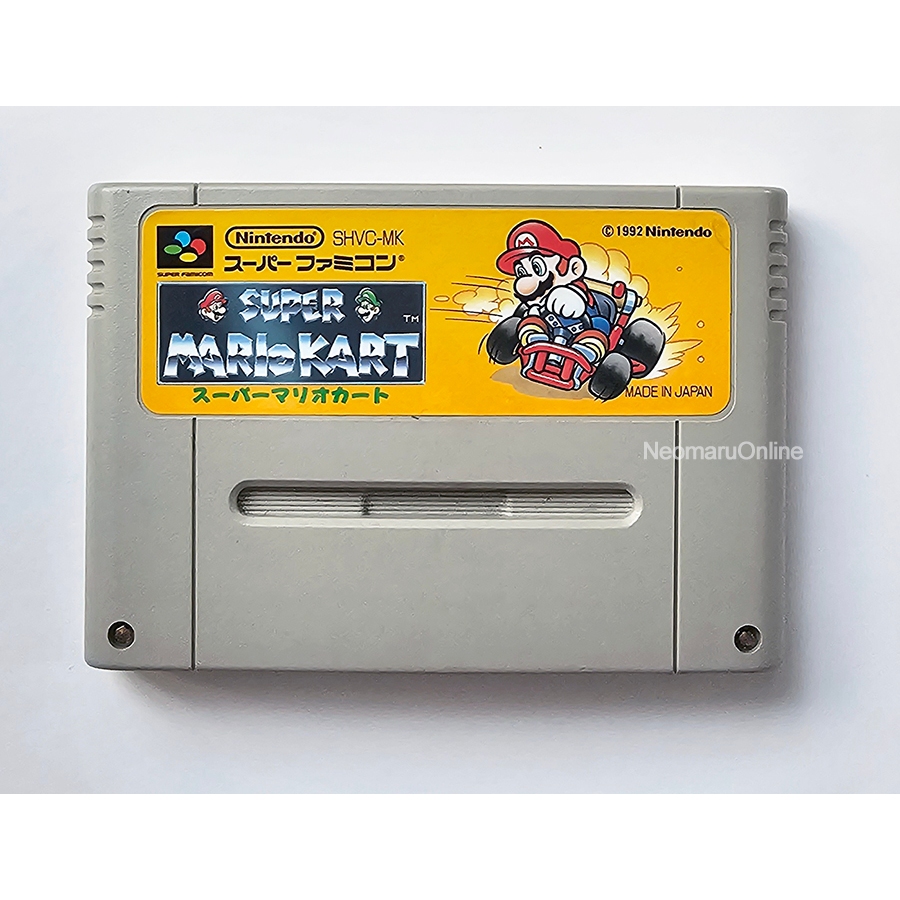 Nintendo SHVC-MK
© 1992 Nintendo
スーパーファミコン®
SUPER FAMICOM
SUPER
MARIO KART TM
スーパーマリオカート
MADE IN JAPAN
NeomaruOnline